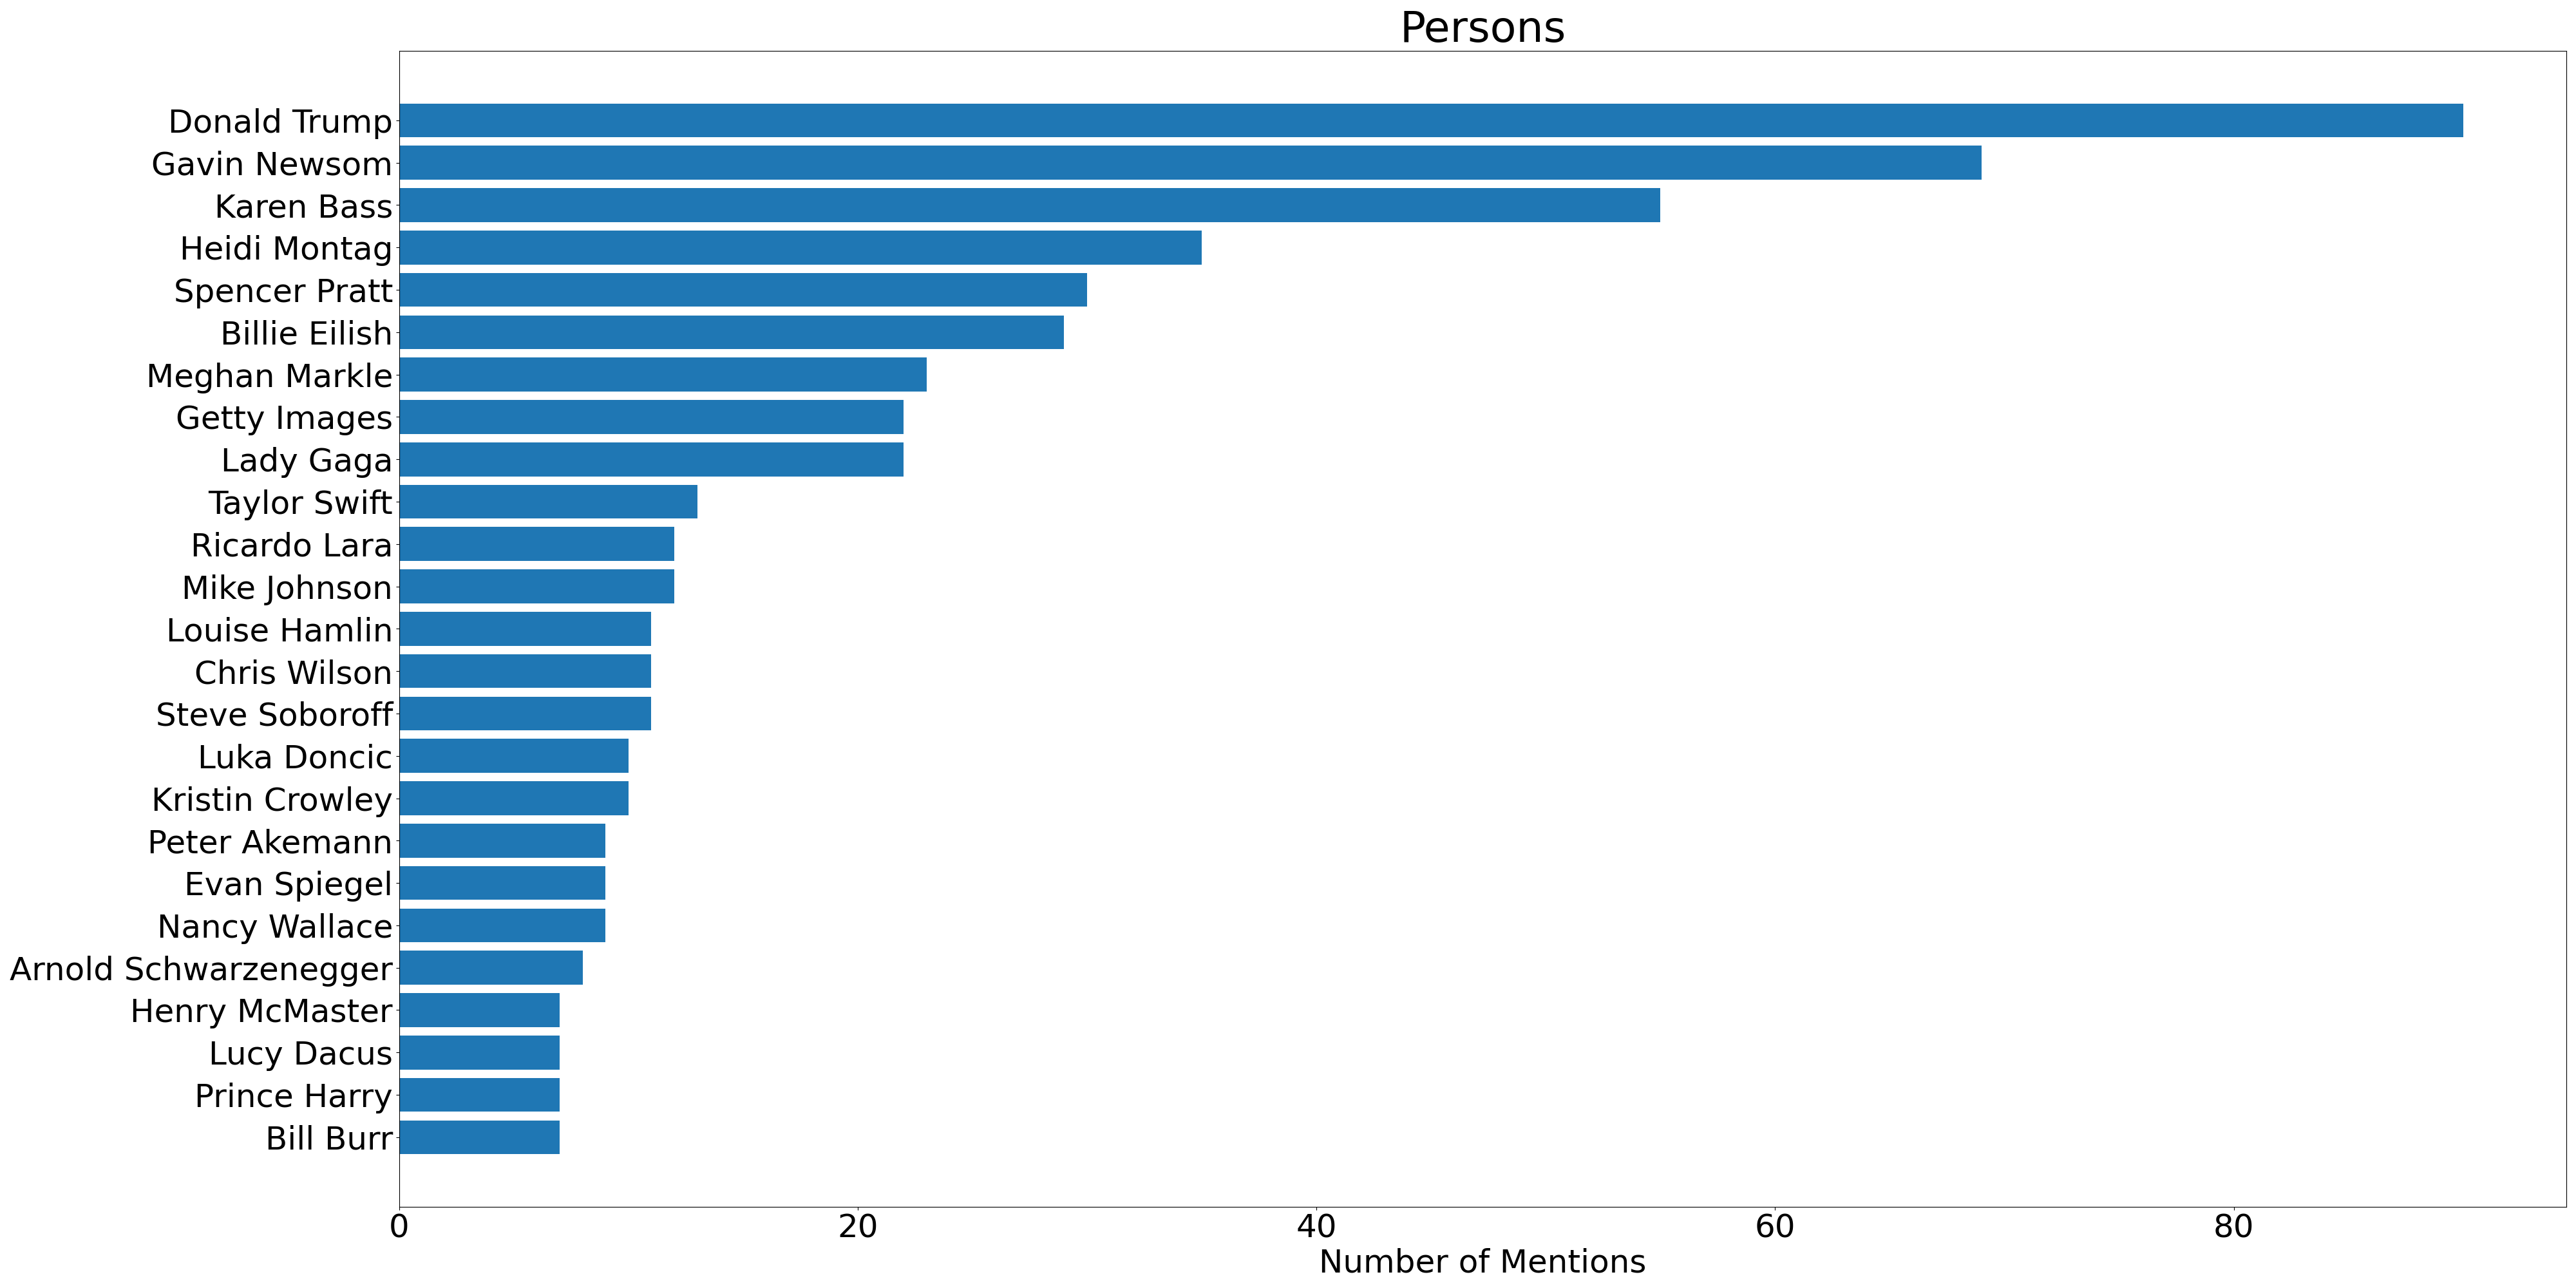 Persons
Donald Trump
Gavin Newsom
Karen Bass
Heidi Montag
Spencer Pratt
Billie Eilish
Meghan Markle
Getty Images
Lady Gaga
Taylor Swift
Ricardo Lara
Mike Johnson
Louise Hamlin
Chris Wilson
Steve Soboroff
Luka Doncic
Kristin Crowley
Peter Akemann
Evan Spiegel
Nancy Wallace
Arnold Schwarzenegger
Henry McMaster
Lucy Dacus
Prince Harry
Bill Burr
0 20 40 60 80
Number of Mentions